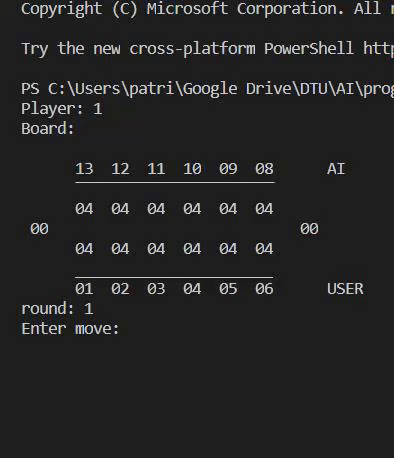 Copyright (C) Microsoft Corporation. All
Try the new cross-platform PowerShell
PS C:\Users\patri\Google Drive\DTU\AI\
Player: 1
Board:
13 12 11 10 09 08 AI
04 04 04 04 04 04
00 00
04 04 04 04 04 04
01 02 03 04 05 06 USER
round: 1
Enter move: